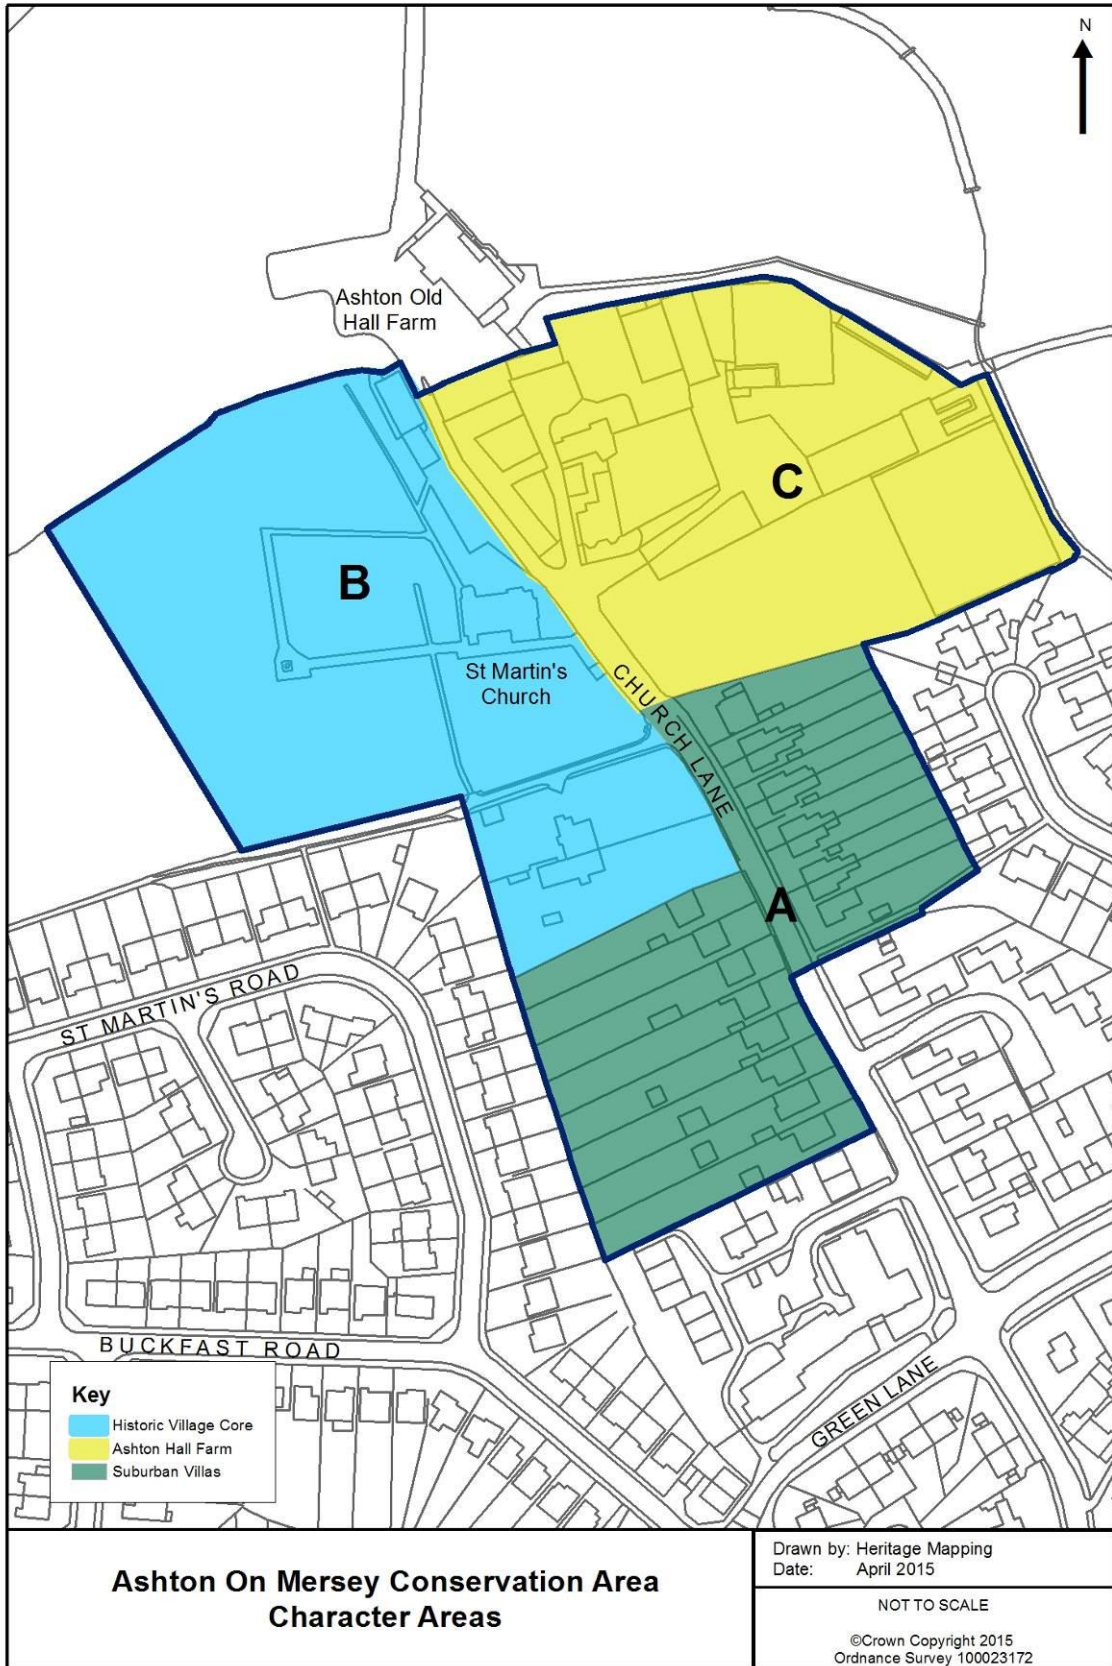 N
Ashton Old
Hall Farm
C
B
St Martin's
Church
CHURCH LANE
A
ST MARTIN'S ROAD
BUCKFAST ROAD
GREEN LANE
Key
Historic Village Core
Ashton Hall Farm
Suburban Villas
Ashton On Mersey Conservation Area
Character Areas
Drawn by: Heritage Mapping
Date: April 2015
NOT TO SCALE
©Crown Copyright 2015
Ordnance Survey 100023172